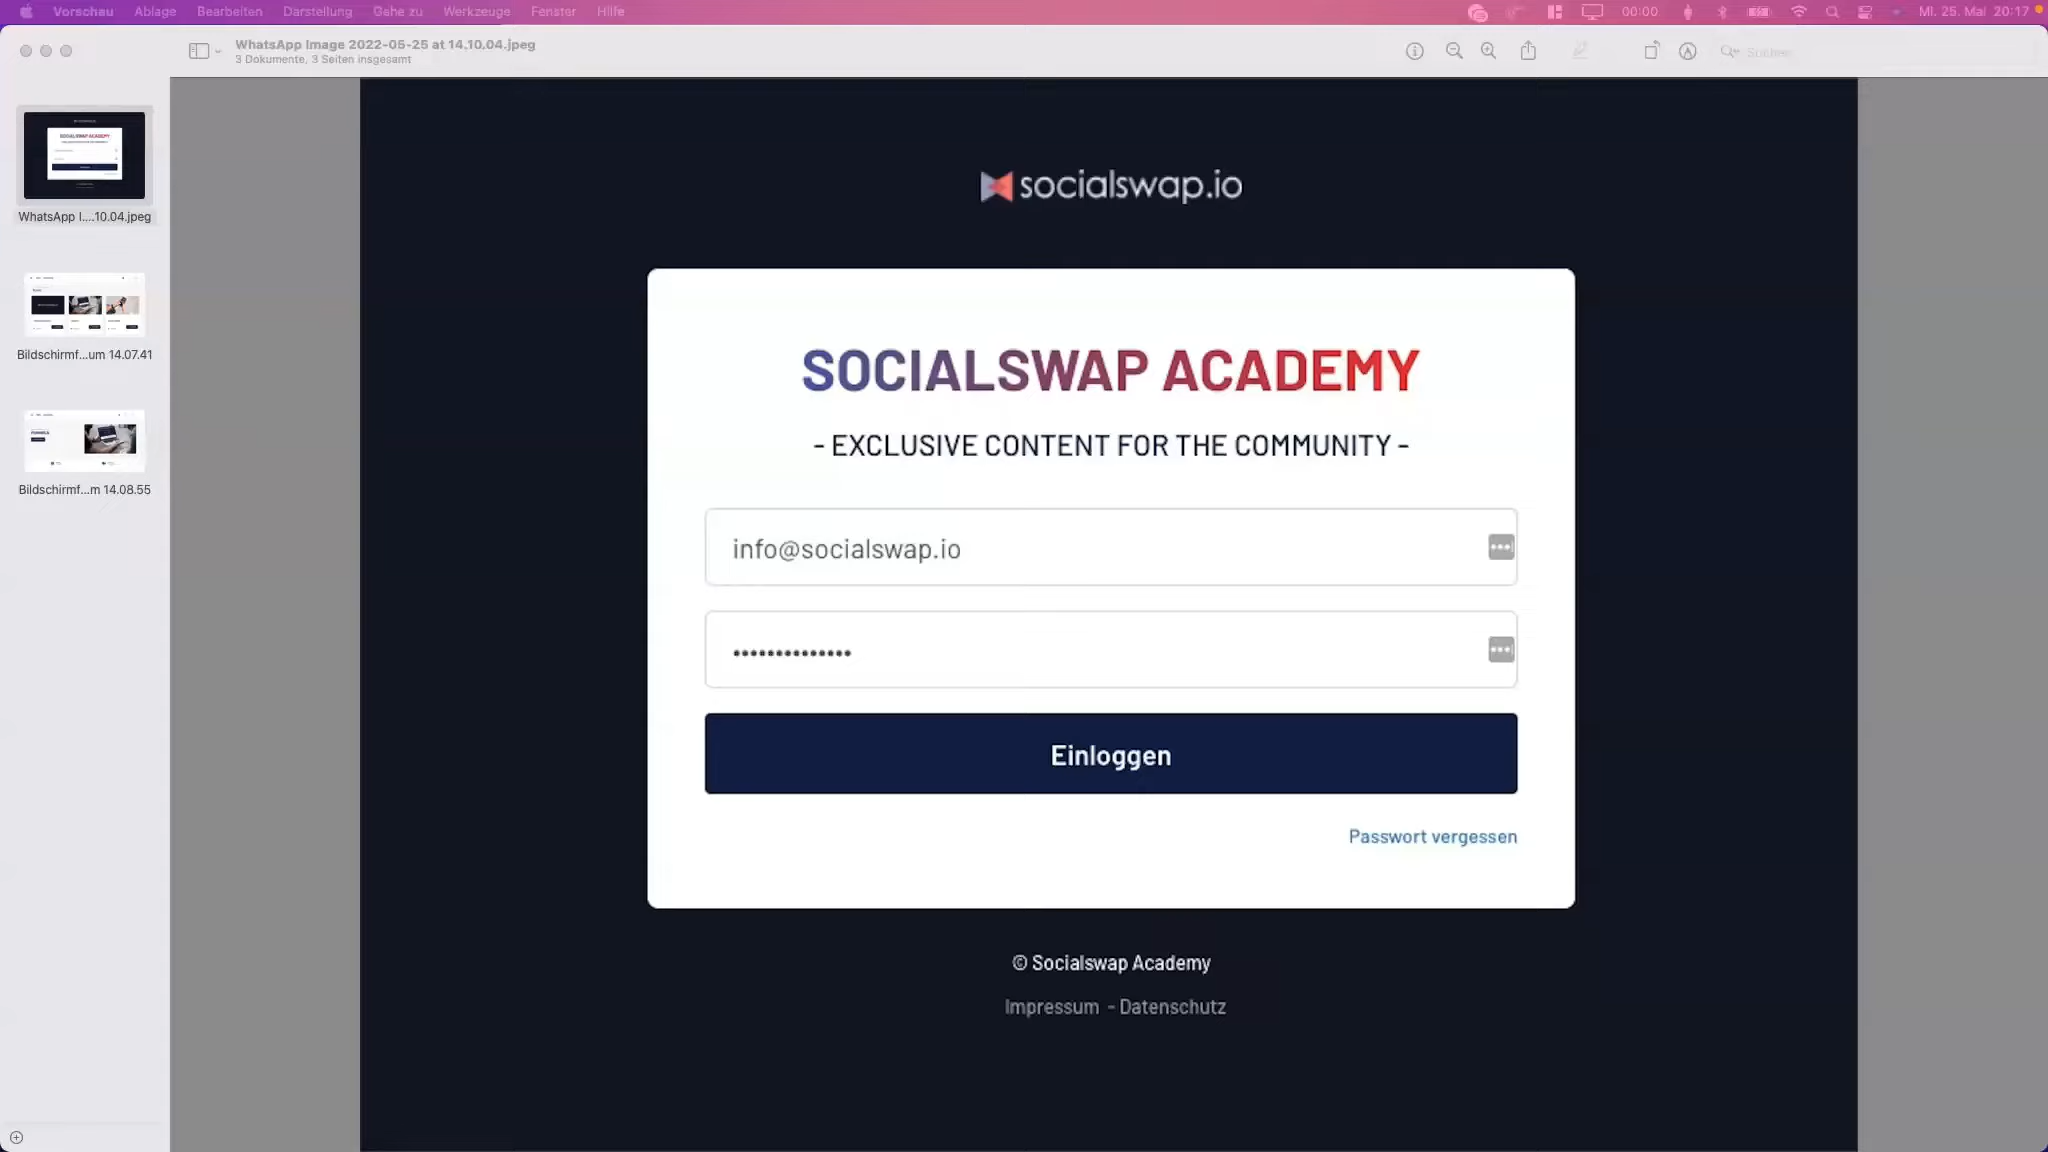 Vorschau Ablage Bearbeiten Darstellung Gehe zu Werkzeuge Fenster Hilfe 00:00 Mi. 25. Mai 20:17
WhatsApp Image 2022-05-25 at 14.10.04.jpeg
3 Dokumente, 3 Seiten insgesamt
Suchen
WhatsApp I....10.04.jpeg
Bildschirmf...um 14.07.41
Bildschirmf...m 14.08.55
socialswap.io
SOCIALSWAP ACADEMY
- EXCLUSIVE CONTENT FOR THE COMMUNITY -
info@socialswap.io
••••••••••••••
Einloggen
Passwort vergessen
© Socialswap Academy
Impressum - Datenschutz